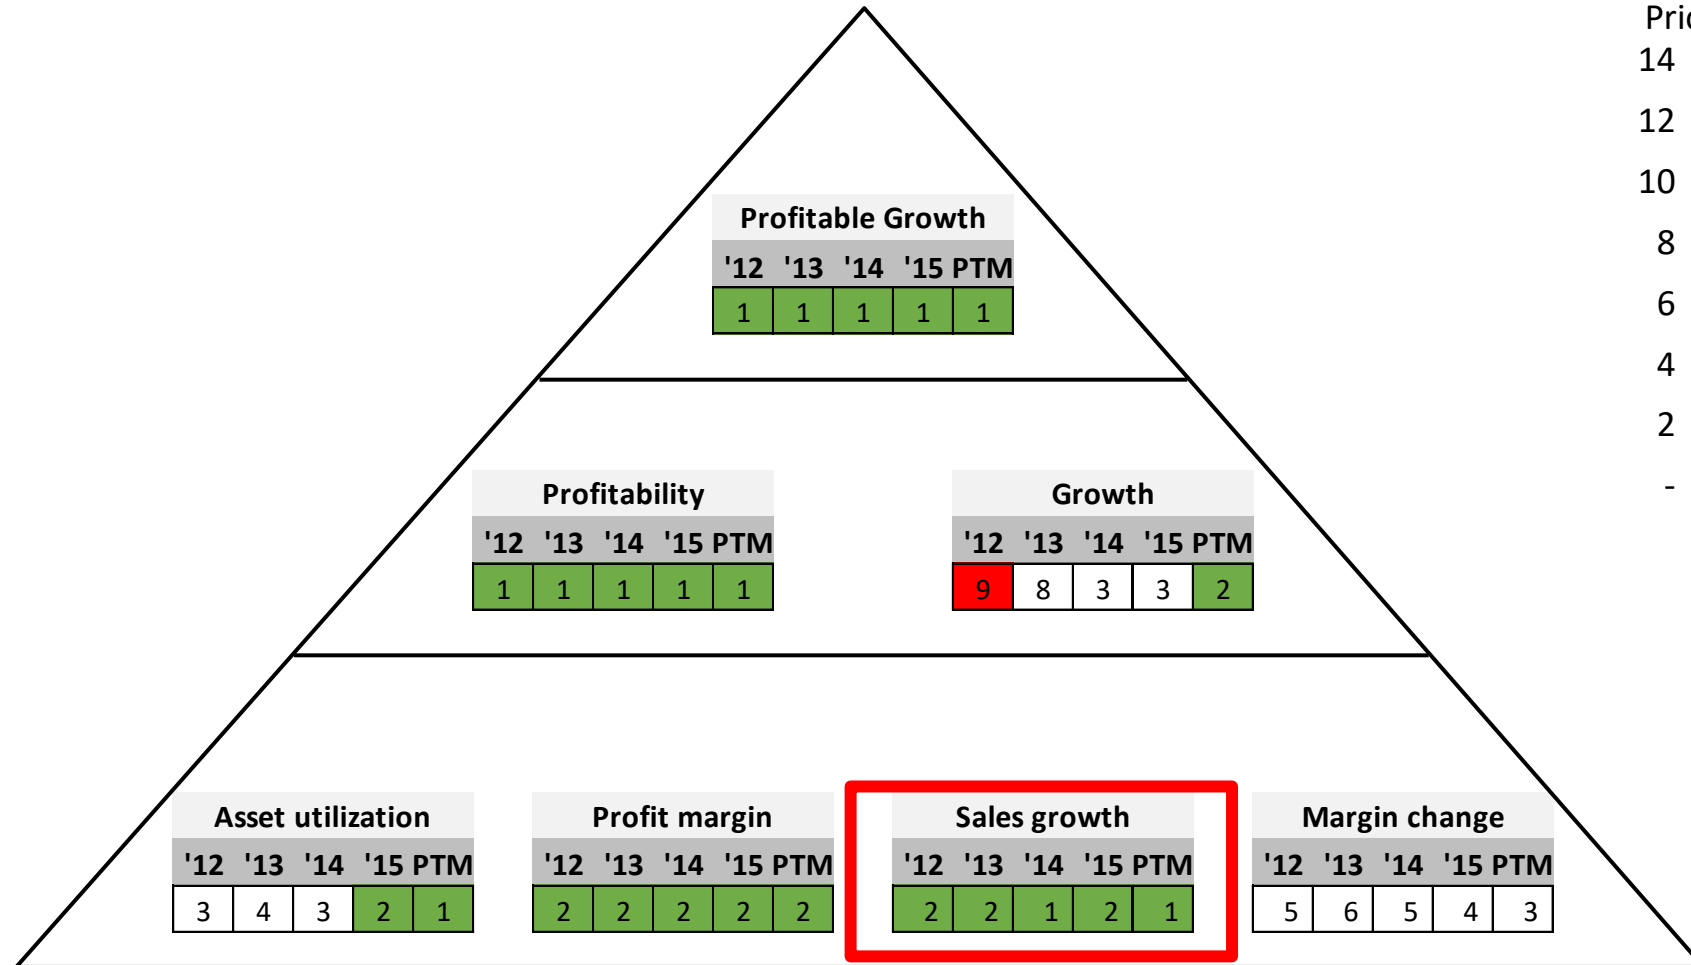 14
12
10
8
6
4
2
-
Profitable Growth
'12 '13 '14 '15 PTM
1 1 1 1 1
Profitability
'12 '13 '14 '15 PTM
1 1 1 1 1
Growth
'12 '13 '14 '15 PTM
9 8 3 3 2
Asset utilization
'12 '13 '14 '15 PTM
3 4 3 2 1
Profit margin
'12 '13 '14 '15 PTM
2 2 2 2 2
Sales growth
'12 '13 '14 '15 PTM
2 2 1 2 1
Margin change
'12 '13 '14 '15 PTM
5 6 5 4 3